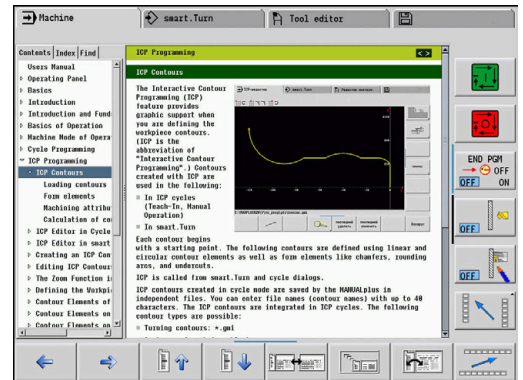 Machine
smart.Turn
Tool editor
Contents Index Find
Users Manual
Operating Panel
Basics
Introduction
Introduction and Fund
Basics of Operation
Machine Mode of Opera
Cycle Programming
ICP Programming
ICP Contours
Loading contours
Form elements
Machining attribu
Calculation of co
ICP Editor in Cycle
ICP Editor in smart
Creating an ICP Con
Editing ICP Contour
The Zoom Function i
Defining the Workpi
Contour Elements of
Contour Elements on
Contour Elements on
ICP Programming
ICP Contours
The Interactive Contour
Programming (ICP)
feature provides
graphic support when
you are defining the
workpiece contours.
(ICP is the
abbreviation of
"Interactive Contour
Programming".) Contours
created with ICP are
used in the following:
In ICP cycles
(Teach-In, Manual
Operation)
In smart.Turn
Each contour begins
with a starting point. The following contours are defined using linear and
circular contour elements as well as form elements like chamfers, rounding
arcs, and undercuts.
ICP is called from smart.Turn and cycle dialogs.
ICP contours created in cycle mode are saved by the MANUALplus in
independent files. You can enter file names (contour names) with up to 40
characters. The ICP contours are integrated in ICP cycles. The following
contour types are possible:
Turning contours: *.gmi
END PGM
OFF
OFF ON
OFF
OFF